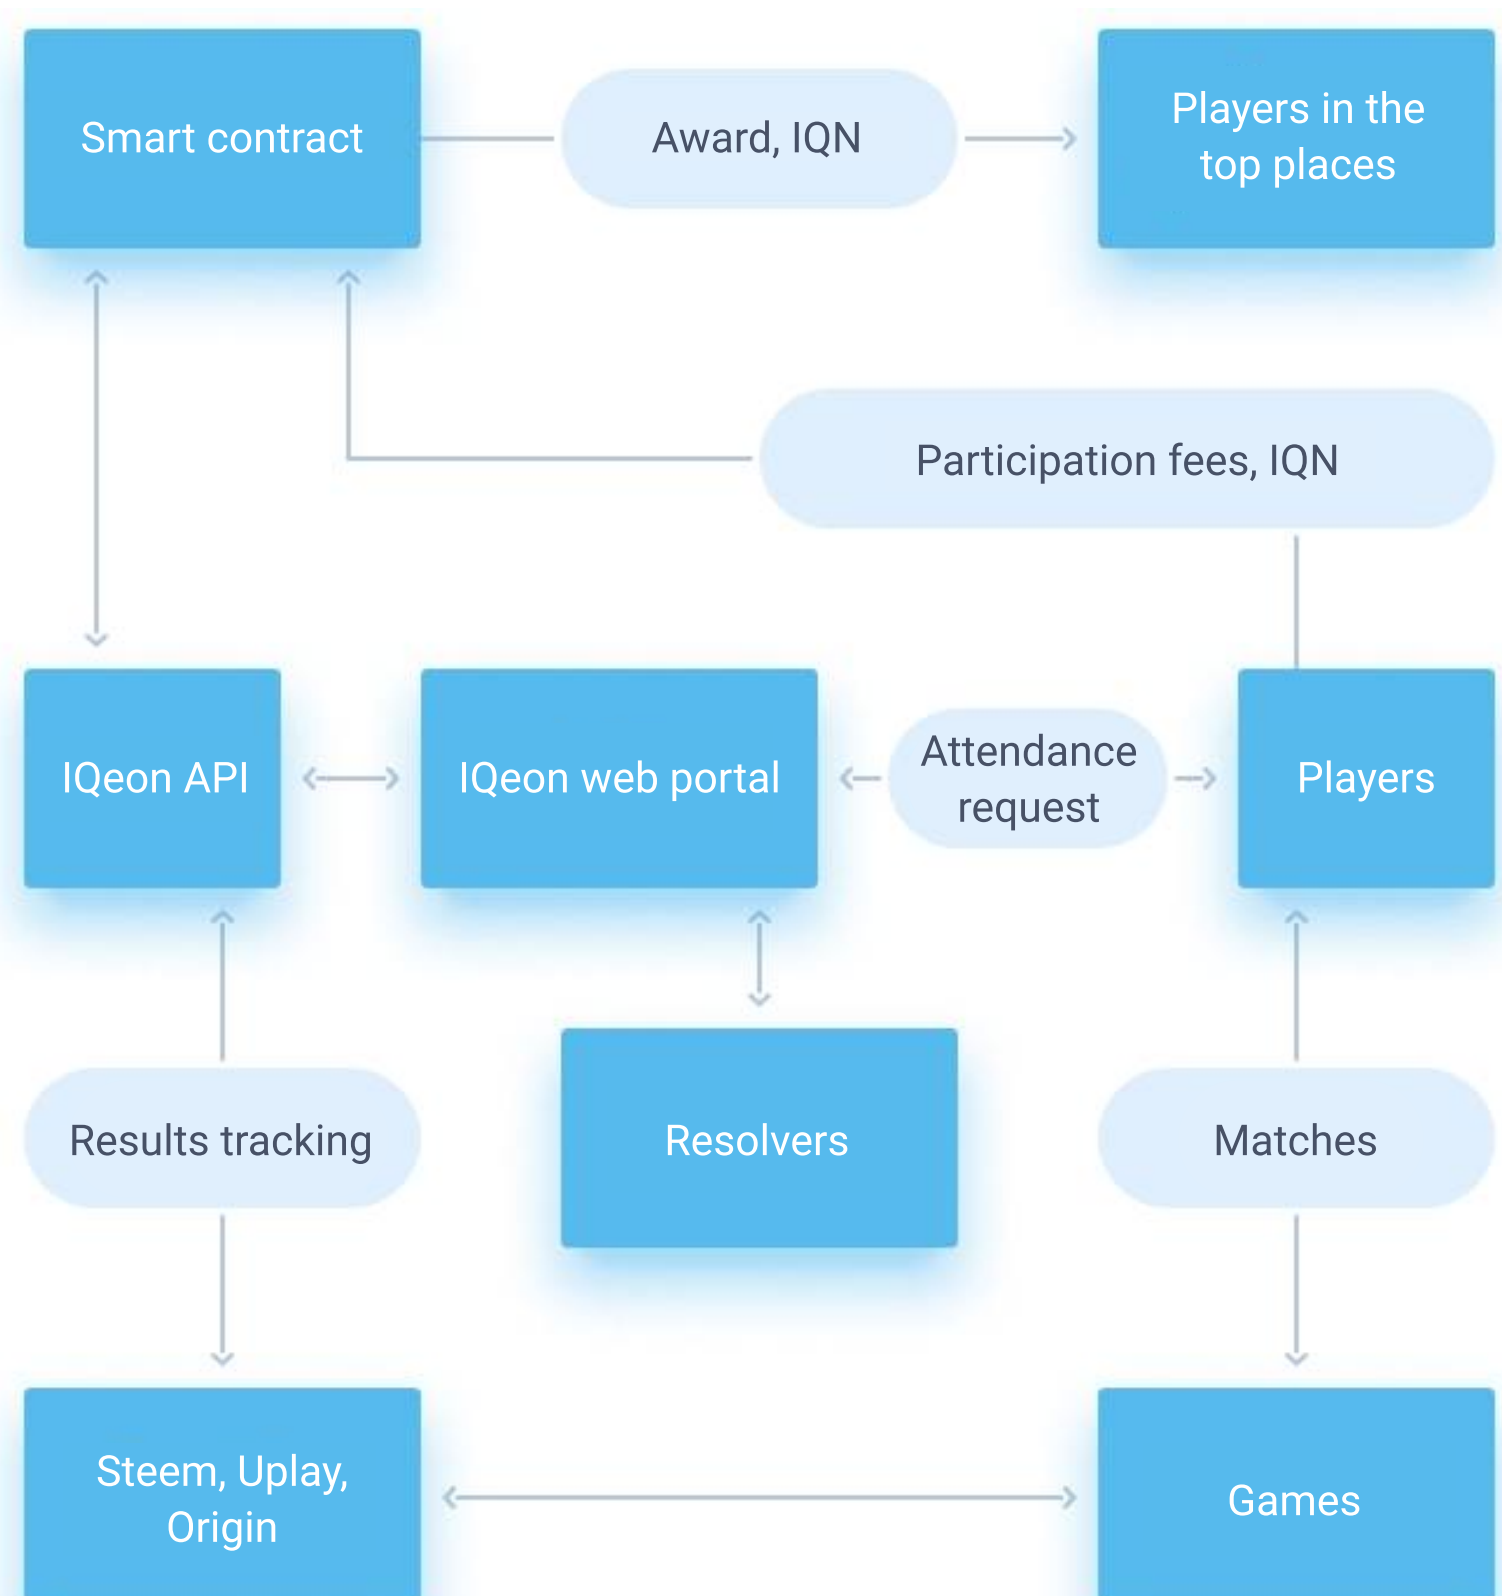 Smart contract
Award, IQN
Players in the
top places
Participation fees, IQN
IQeon API
IQeon web portal
Attendance
request
Players
Results tracking
Resolvers
Matches
Steem, Uplay,
Origin
Games